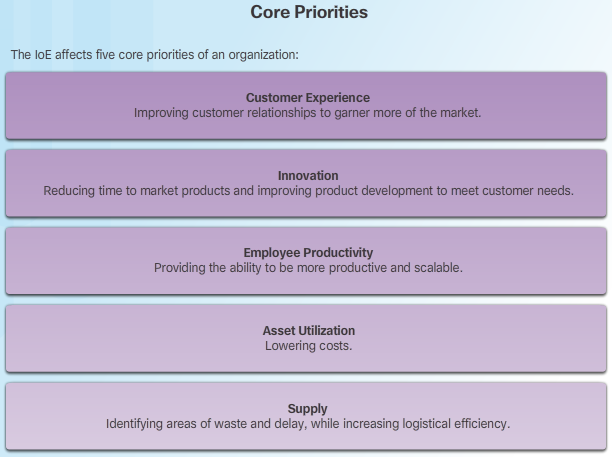 Core Priorities
The IoE affects five core priorities of an organization:
Customer Experience
Improving customer relationships to garner more of the market.
Innovation
Reducing time to market products and improving product development to meet customer needs.
Employee Productivity
Providing the ability to be more productive and scalable.
Asset Utilization
Lowering costs.
Supply
Identifying areas of waste and delay, while increasing logistical efficiency.